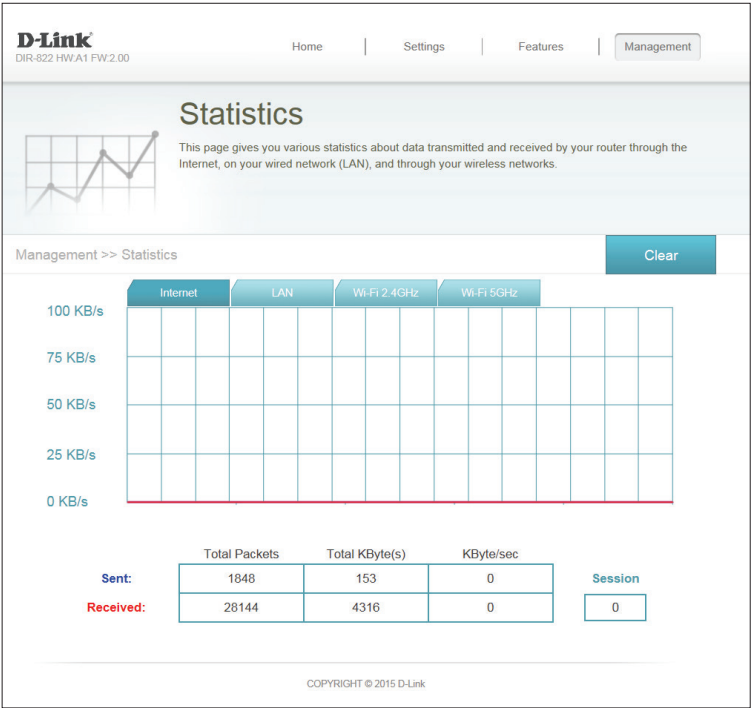 D-Link
DIR-822 HW:A1 FW:2.00
Home | Settings | Features | Management
Statistics
This page gives you various statistics about data transmitted and received by your router through the
Internet, on your wired network (LAN), and through your wireless networks.
Management >> Statistics
Clear
Internet LAN Wi-Fi 2.4GHz Wi-Fi 5GHz
100 KB/s
75 KB/s
50 KB/s
25 KB/s
0 KB/s
Total Packets Total KByte(s) KByte/sec
Sent: 1848 153 0 Session
Received: 28144 4316 0 0
COPYRIGHT © 2015 D-Link